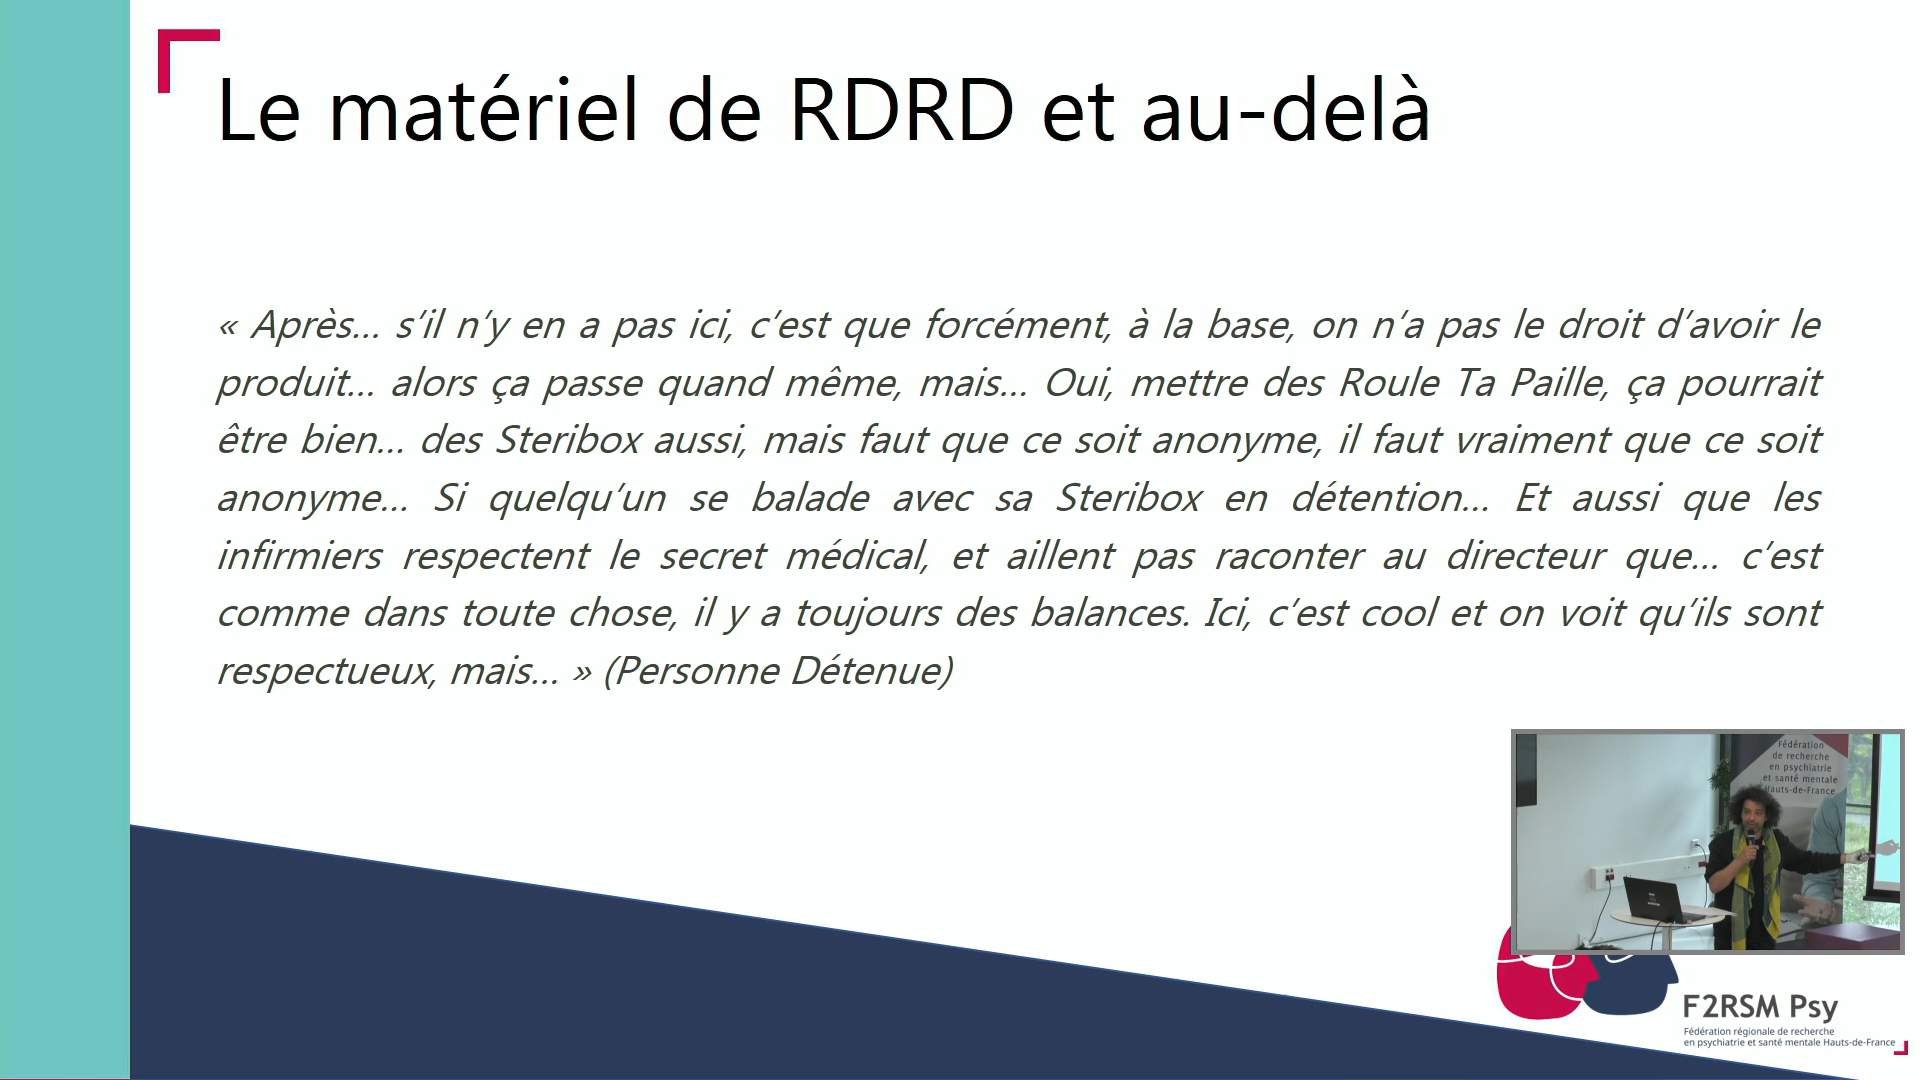 Le matériel de RDRD et au-delà
« Après... s’il n’y en a pas ici, c’est que forcément, à la base, on n’a pas le droit d’avoir le
produit... alors ça passe quand même, mais... Oui, mettre des Roule Ta Paille, ça pourrait
être bien... des Steribox aussi, mais faut que ce soit anonyme, il faut vraiment que ce soit
anonyme... Si quelqu’un se balade avec sa Steribox en détention... Et aussi que les
infirmiers respectent le secret médical, et aillent pas raconter au directeur que... c’est
comme dans toute chose, il y a toujours des balances. Ici, c’est cool et on voit qu’ils sont
respectueux, mais... » (Personne Détenue)
Fédération
de recherche
en psychiatrie
et santé mentale
Hauts-de-France
F2RSM Psy
Fédération régionale de recherche
en psychiatrie et santé mentale Hauts-de-France